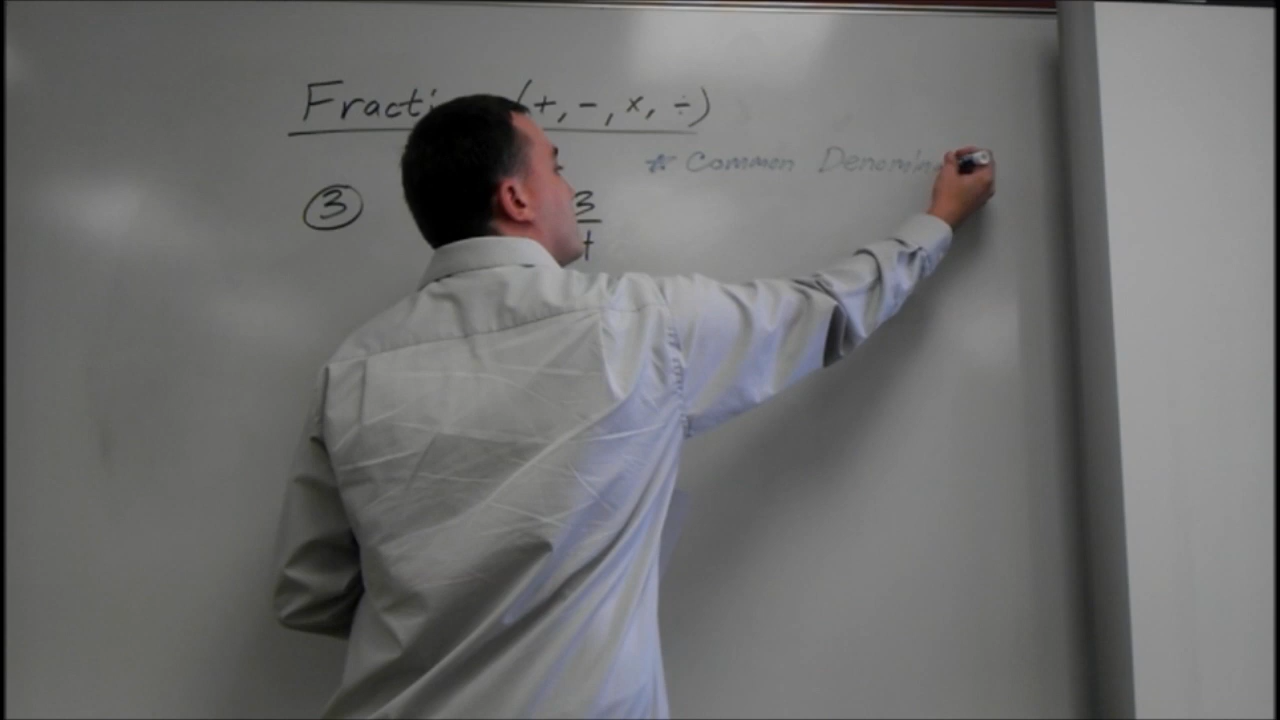 Fracti (+, -, x, ÷)
* Common Denomin
③ 3